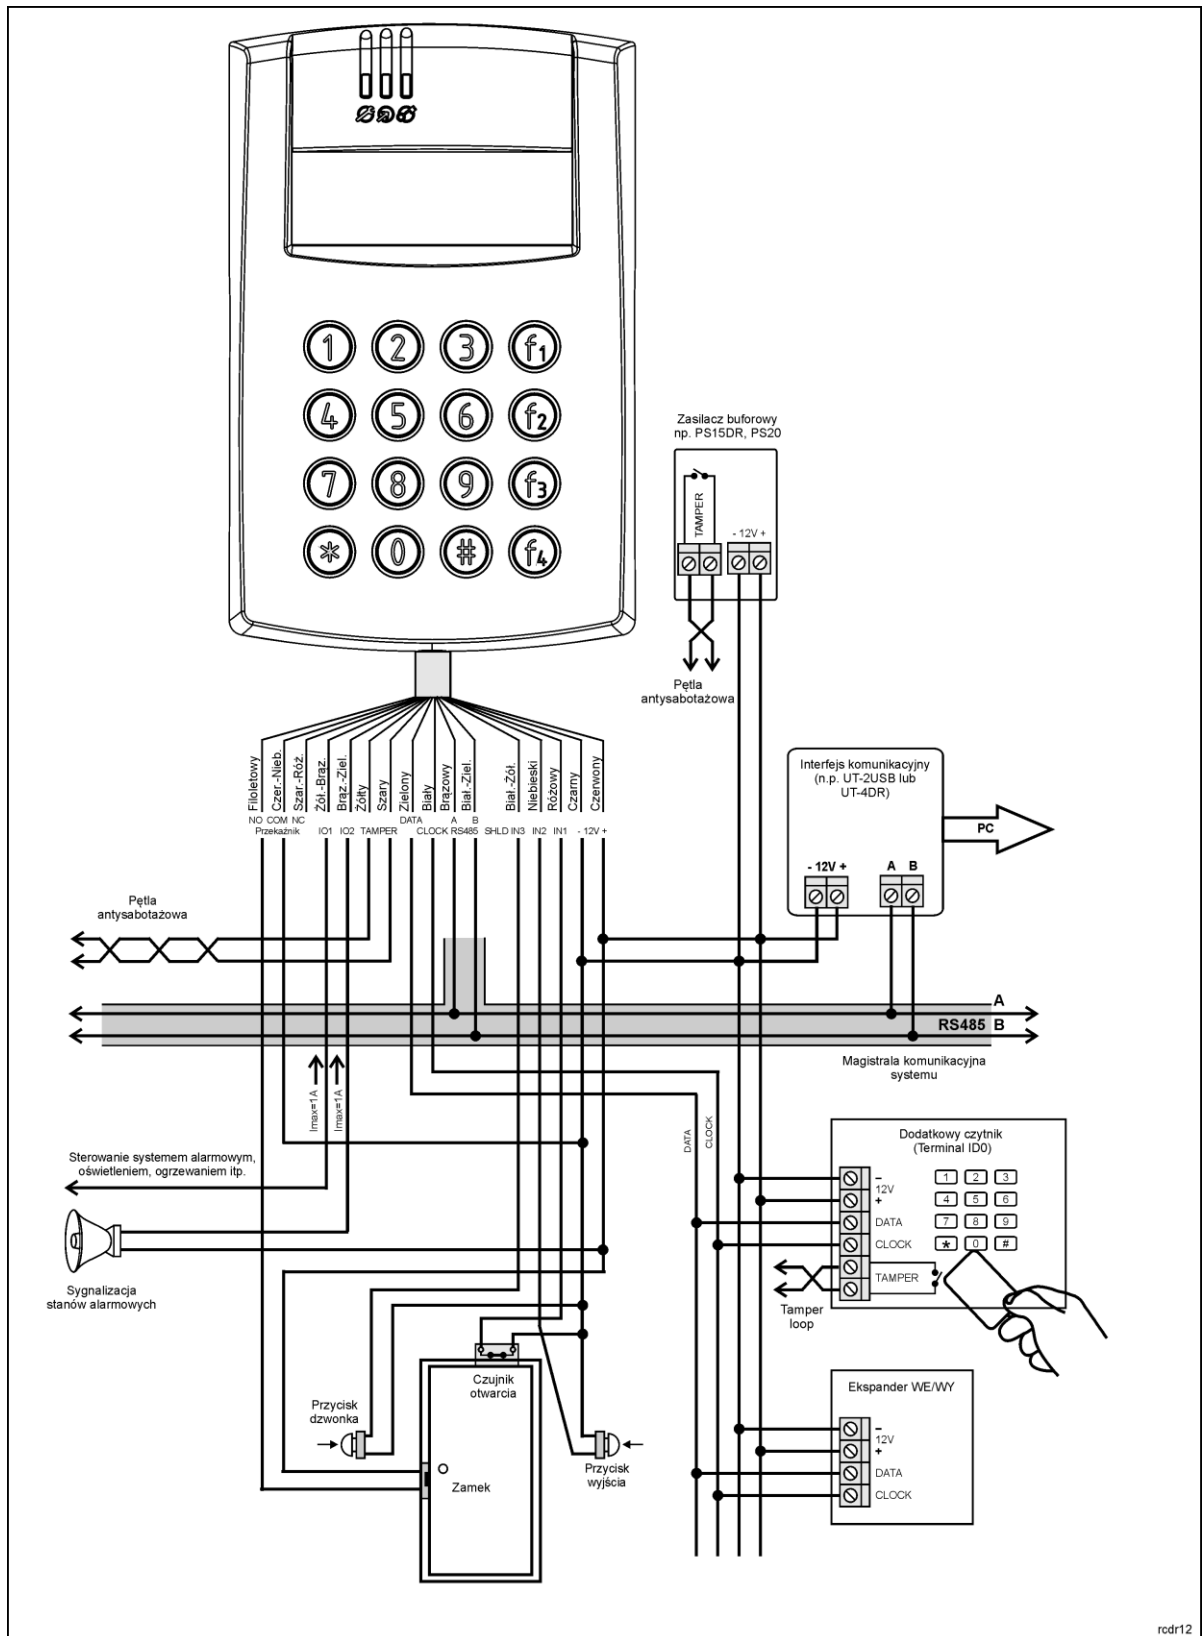 1 2 3 f1
4 5 6 f2
7 8 9 f3
* 0 # f4
Zasilacz buforowy
np. PS15DR, PS20
TAMPER
- 12V +
Pętla
antysabotażowa
Filoletowy
Czer.-Nieb.
Szar.-Róż.
Żół.-Brąz.
Brąz.-Ziel.
Żółty
Szary
Zielony
Biały
Brązowy
Biał.-Ziel.
Biał.-Żół.
Niebieski
Różowy
Czarny
Czerwony
NO COM NC DATA A B
Przekaźnik IO1 IO2 TAMPER CLOCK RS485 SHLD IN3 IN2 IN1 - 12V +
Interfejs komunikacyjny
(n.p. UT-2USB lub
UT-4DR)
PC
- 12V + A B
Pętla
antysabotażowa
A
RS485 B
Magistrala komunikacyjna
systemu
Imax=1A
Imax=1A
DATA
CLOCK
Sterowanie systemem alarmowym,
oświetleniem, ogrzewaniem itp.
Sygnalizacja
stanów alarmowych
Dodatkowy czytnik
(Terminal ID0)
–
12V
+
DATA
CLOCK
TAMPER
1 2 3
4 5 6
7 8 9
* 0 #
Tamper
loop
Czujnik
otwarcia
Przycisk
dzwonka
Zamek
Przycisk
wyjścia
Ekspander WE/WY
–
12V
+
DATA
CLOCK
rcdr12